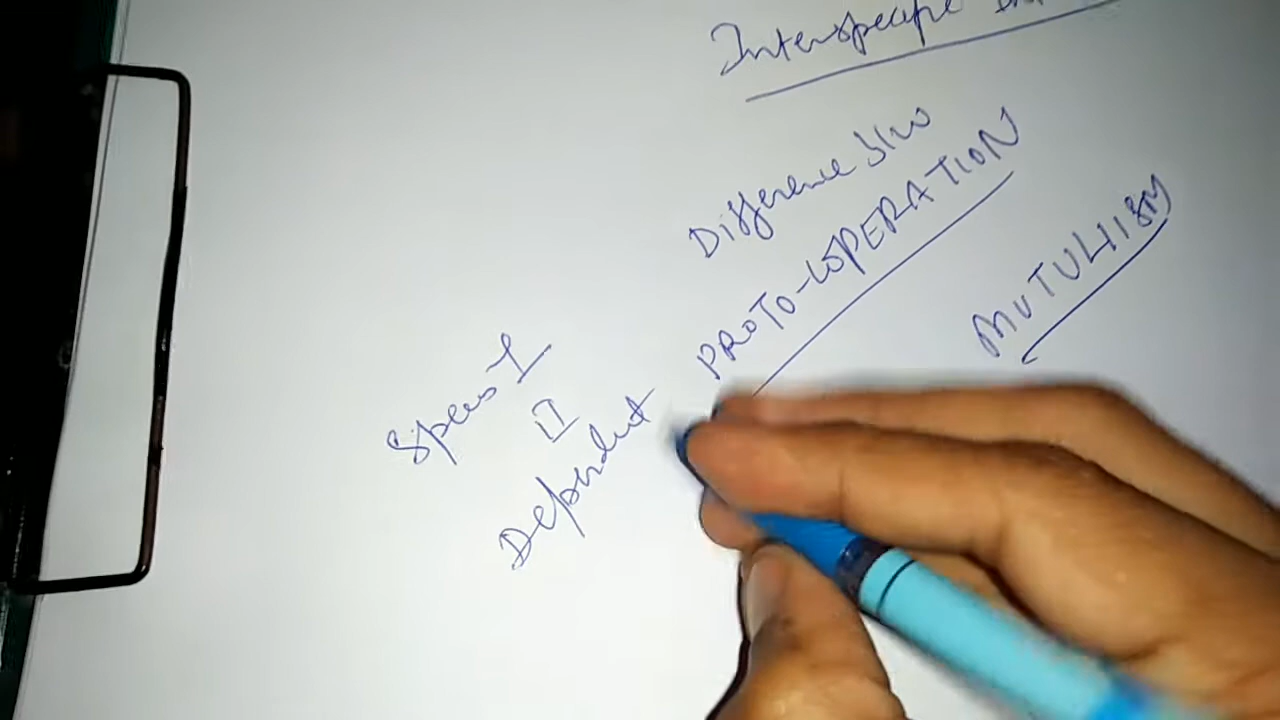 Interspecific
Difference b/w
PROTO-COOPERATION
MUTULISM
Species I
II
Dependent